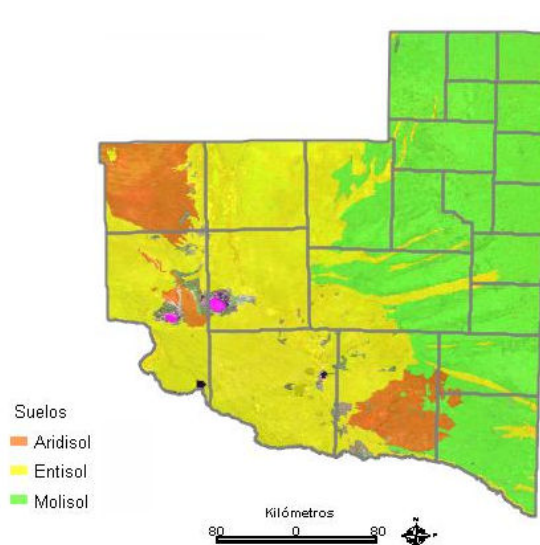 Suelos
Aridisol
Entisol
Molisol
Kilómetros
80 0 80
N